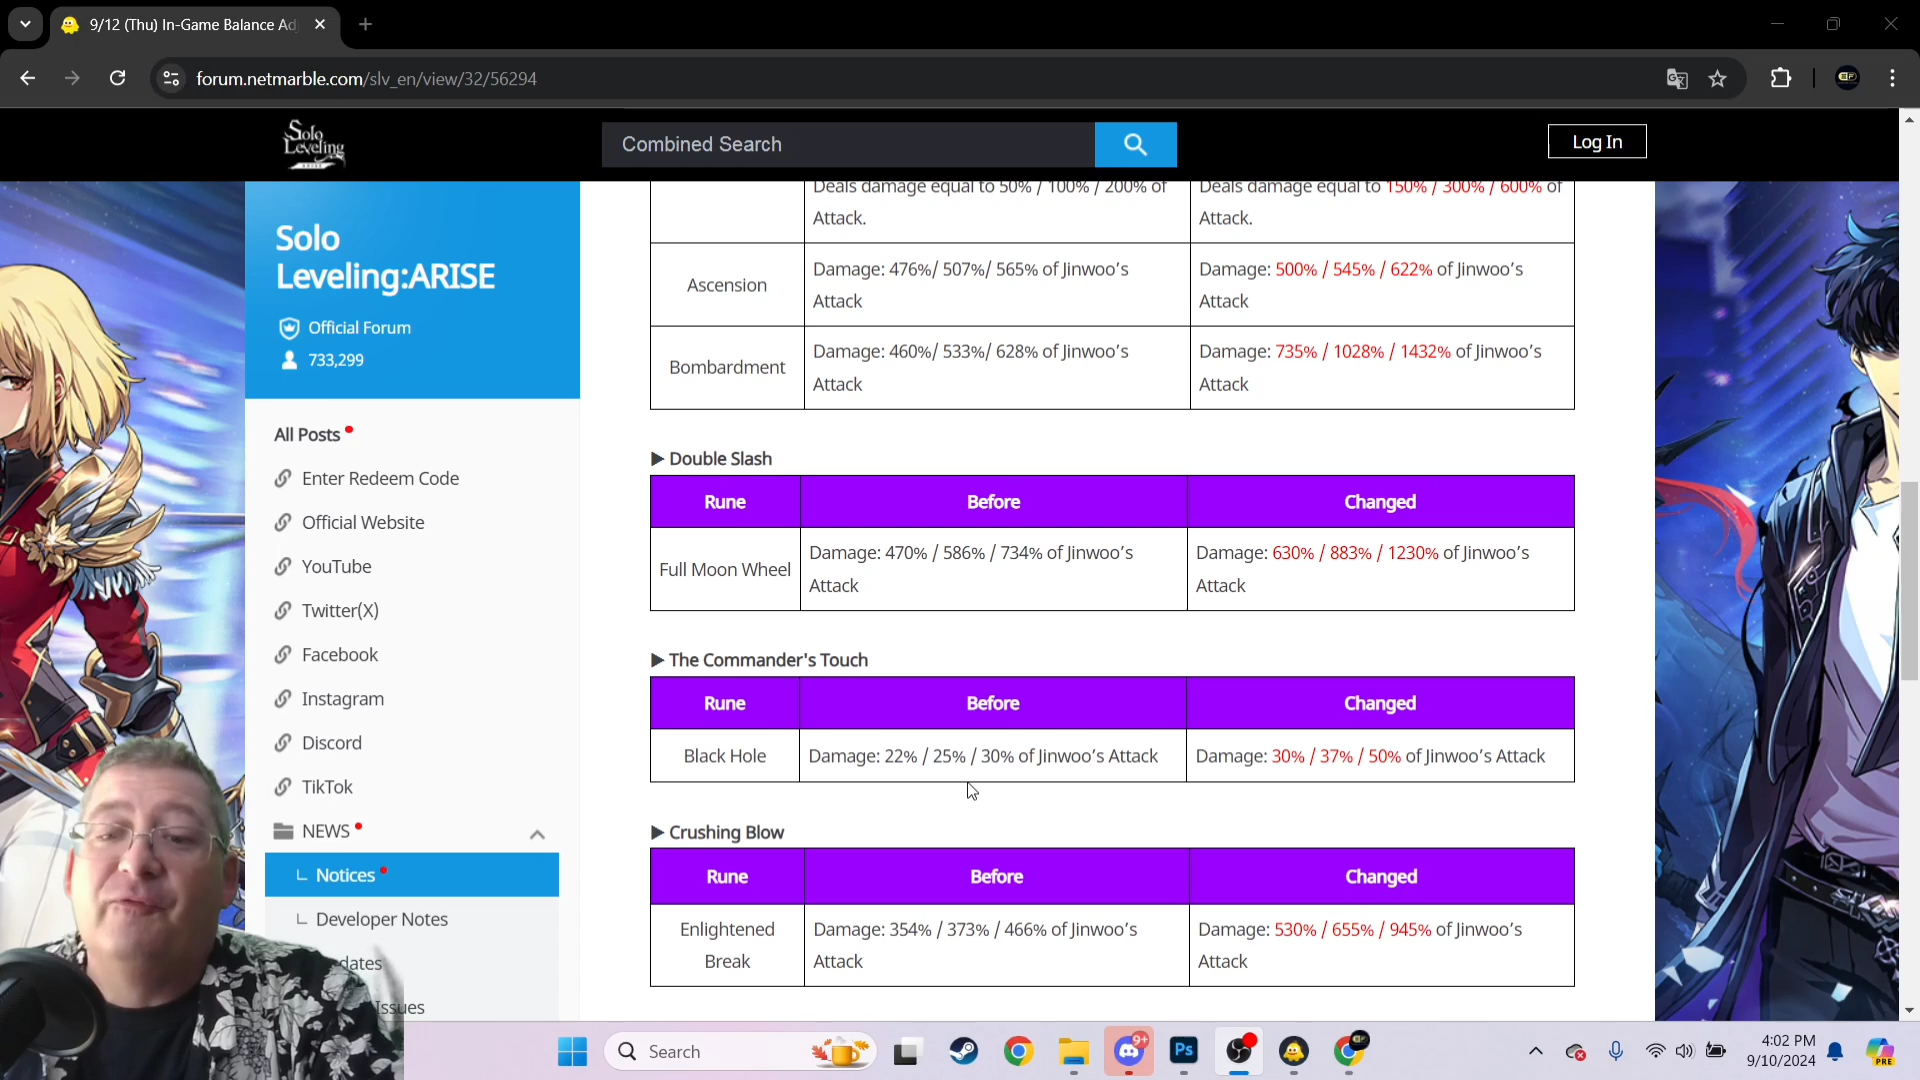 9/12 (Thu) In-Game Balance Ad
forum.netmarble.com/slv_en/view/32/56294
Solo
Leveling
ARISE
Combined Search
Log In
Solo
Leveling:ARISE
Official Forum
733,299
All Posts
Enter Redeem Code
Official Website
YouTube
Twitter(X)
Facebook
Instagram
Discord
TikTok
NEWS
Notices
Developer Notes
dates
Issues
Deals damage equal to 50% / 100% / 200% of
Attack.
Deals damage equal to 150% / 300% / 600% of
Attack.
Ascension
Damage: 476%/ 507%/ 565% of Jinwoo's
Attack
Damage: 500% / 545% / 622% of Jinwoo's
Attack
Bombardment
Damage: 460%/ 533%/ 628% of Jinwoo's
Attack
Damage: 735% / 1028% / 1432% of Jinwoo's
Attack
▶ Double Slash
Rune
Before
Changed
Full Moon Wheel
Damage: 470% / 586% / 734% of Jinwoo's
Attack
Damage: 630% / 883% / 1230% of Jinwoo's
Attack
▶ The Commander's Touch
Rune
Before
Changed
Black Hole
Damage: 22% / 25% / 30% of Jinwoo's Attack
Damage: 30% / 37% / 50% of Jinwoo's Attack
▶ Crushing Blow
Rune
Before
Changed
Enlightened
Break
Damage: 354% / 373% / 466% of Jinwoo's
Attack
Damage: 530% / 655% / 945% of Jinwoo's
Attack
Search
9+
Ps
4:02 PM
9/10/2024
PRE